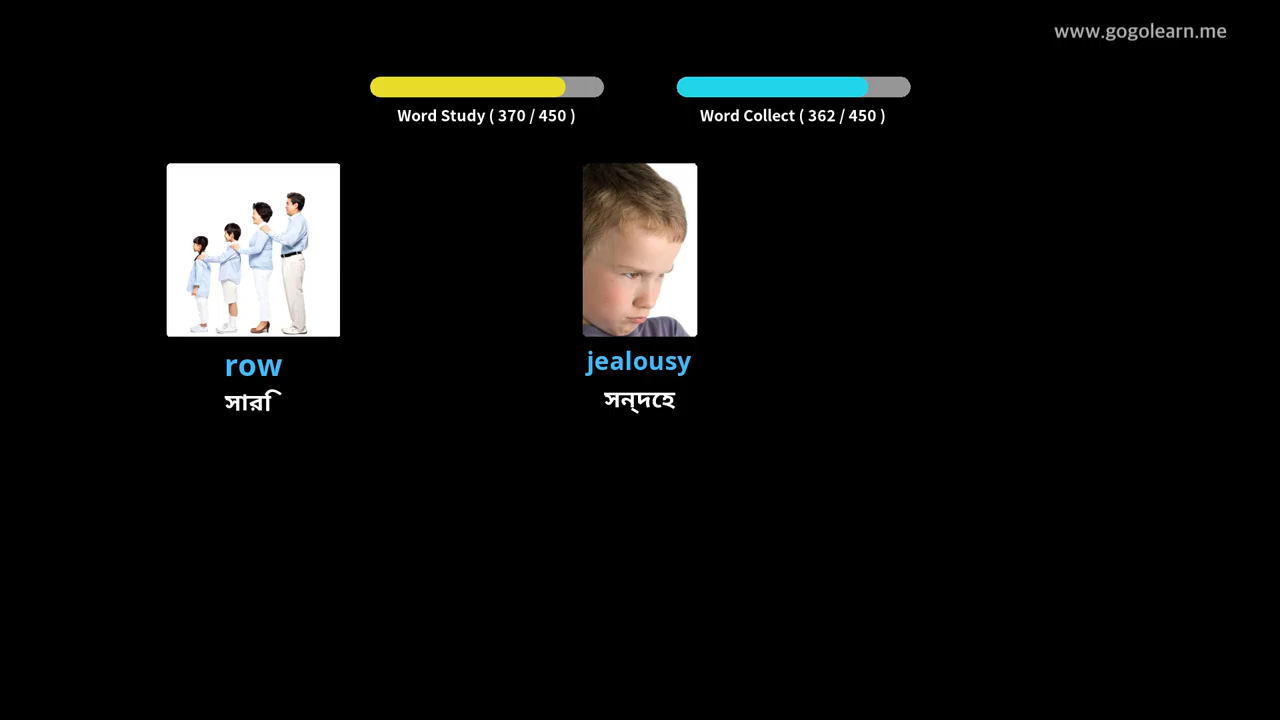 www.gogolearn.me
Word Study ( 370 / 450 )
Word Collect ( 362 / 450 )
row
jealousy
সারি
সন্দেহ